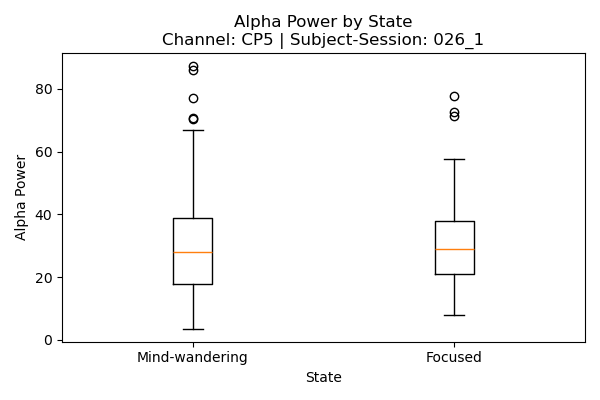 Alpha Power by State
Channel: CP5 | Subject-Session: 026_1
80
60
40
20
0
Alpha Power
Mind-wandering
Focused
State